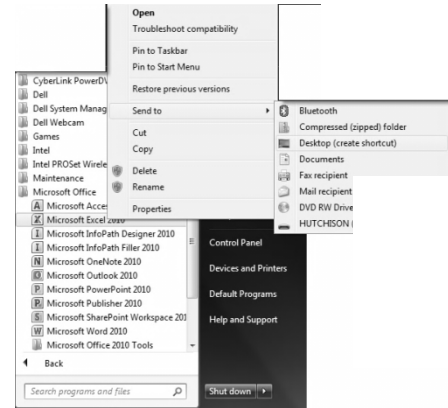 Open
Troubleshoot compatibility
Pin to Taskbar
Pin to Start Menu
Restore previous versions
Send to
Cut
Copy
Delete
Rename
Properties
Bluetooth
Compressed (zipped) folder
Desktop (create shortcut)
Documents
Fax recipient
Mail recipient
DVD RW Drive
HUTCHISON (
CyberLink PowerDV
Dell
Dell System Manag
Dell Webcam
Games
Intel
Intel PROSet Wirele
Maintenance
Microsoft Office
Microsoft Acces
Microsoft Excel 2010
Microsoft InfoPath Designer 2010
Microsoft InfoPath Filler 2010
Microsoft OneNote 2010
Microsoft Outlook 2010
Microsoft PowerPoint 2010
Microsoft Publisher 2010
Microsoft SharePoint Workspace 201
Microsoft Word 2010
Microsoft Office 2010 Tools
Back
Search programs and files
Control Panel
Devices and Printers
Default Programs
Help and Support
Shut down